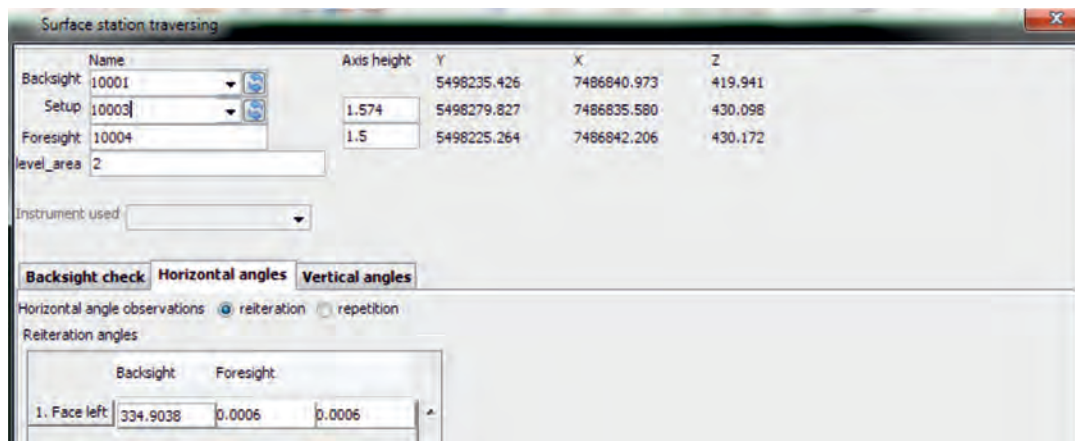 Surface station traversing
Name Axis height Y X Z
Backsight 10001 5498235.426 7486840.973 419.941
Setup 10003 1.574 5498279.827 7486835.580 430.098
Foresight 10004 1.5 5498225.264 7486842.206 430.172
level_area 2
Instrument used
Backsight check Horizontal angles Vertical angles
Horizontal angle observations reiteration repetition
Reiteration angles
Backsight Foresight
1. Face left 334.9038 0.0006 0.0006